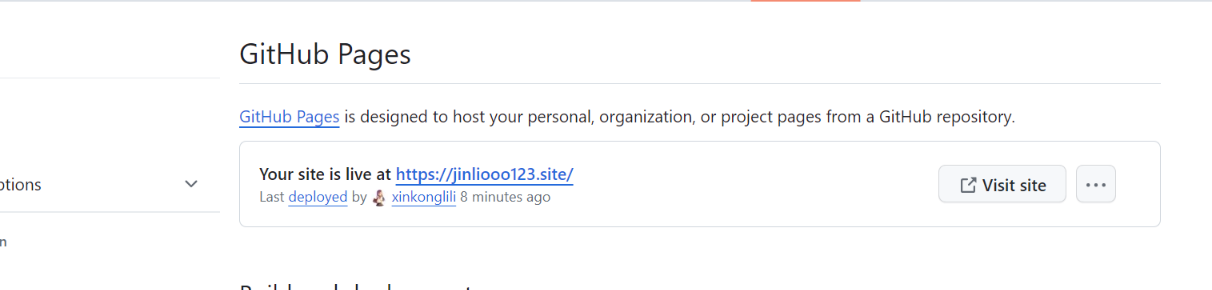 GitHub Pages
GitHub Pages is designed to host your personal, organization, or project pages from a GitHub repository.
Your site is live at https://jinliooo123.site/
Last deployed by xinkonglili 8 minutes ago
Visit site
ptions
n